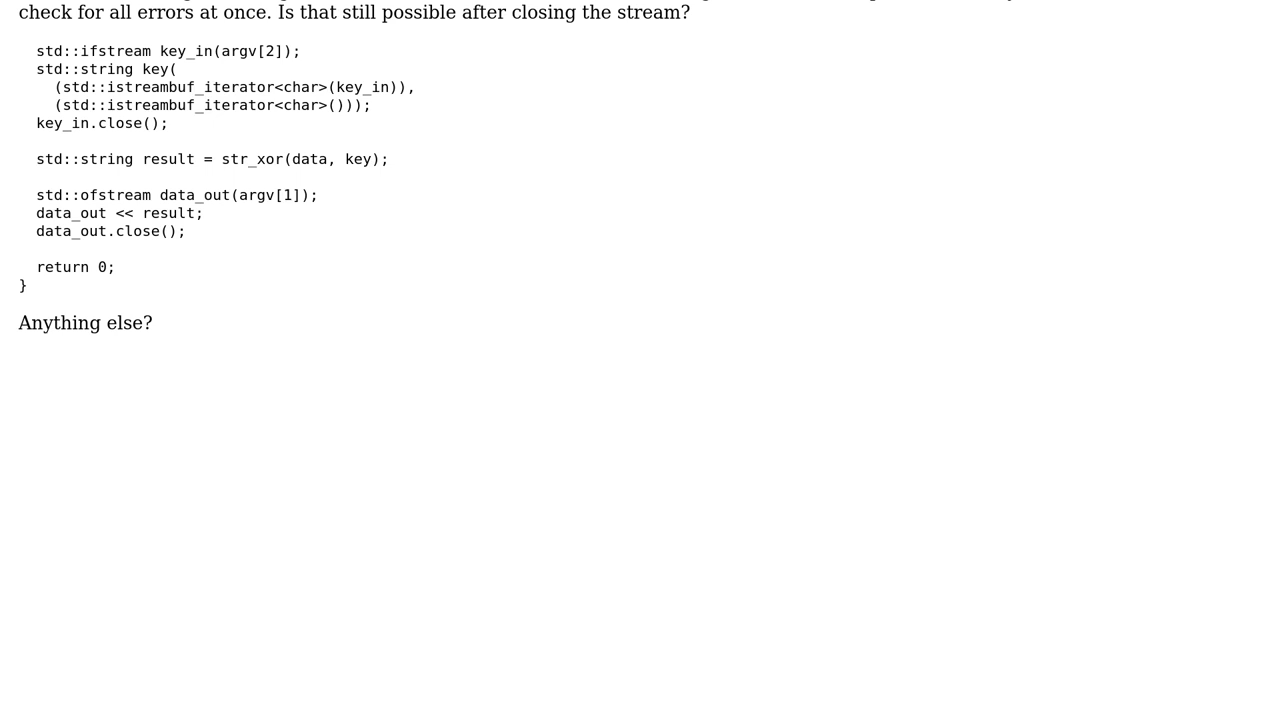 check for all errors at once. Is that still possible after closing the stream?
std::ifstream key_in(argv[2]);
std::string key(
(std::istreambuf_iterator<char>(key_in)),
(std::istreambuf_iterator<char>()));
key_in.close();
std::string result = str_xor(data, key);
std::ofstream data_out(argv[1]);
data_out << result;
data_out.close();
return 0;
}
Anything else?